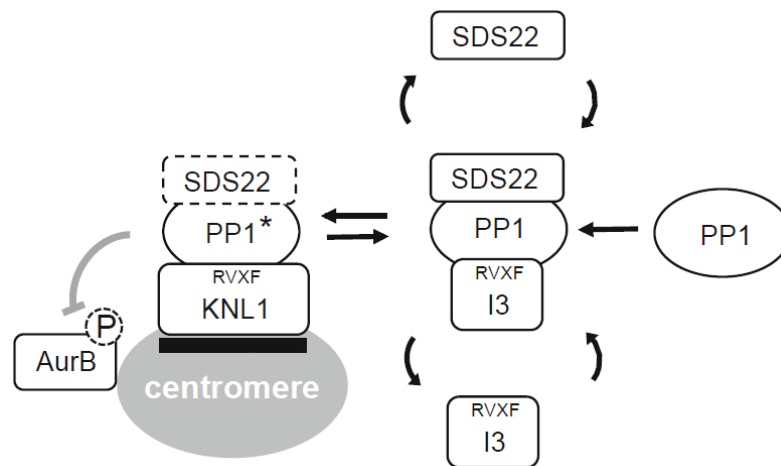 SDS22
SDS22
PP1*
RVXF
KNL1
P
AurB
centromere
SDS22
PP1
RVXF
I3
PP1
RVXF
I3